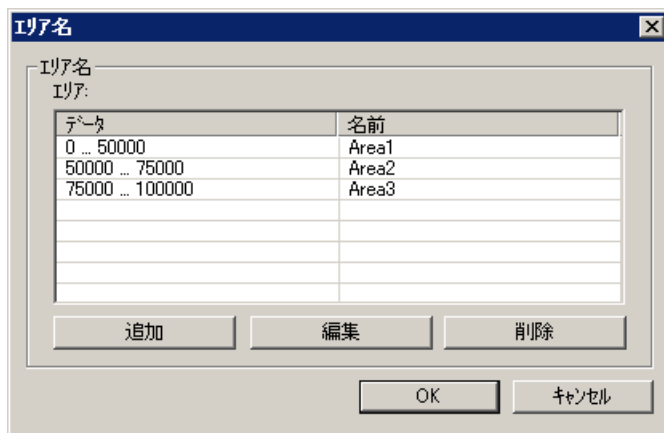 ｴﾘｱ名
ｴﾘｱ名
ｴﾘｱ:
ﾃﾞｰﾀ 名前
0 ... 50000 Area1
50000 ... 75000 Area2
75000 ... 100000 Area3
追加 編集 削除
OK ｷｬﾝｾﾙ